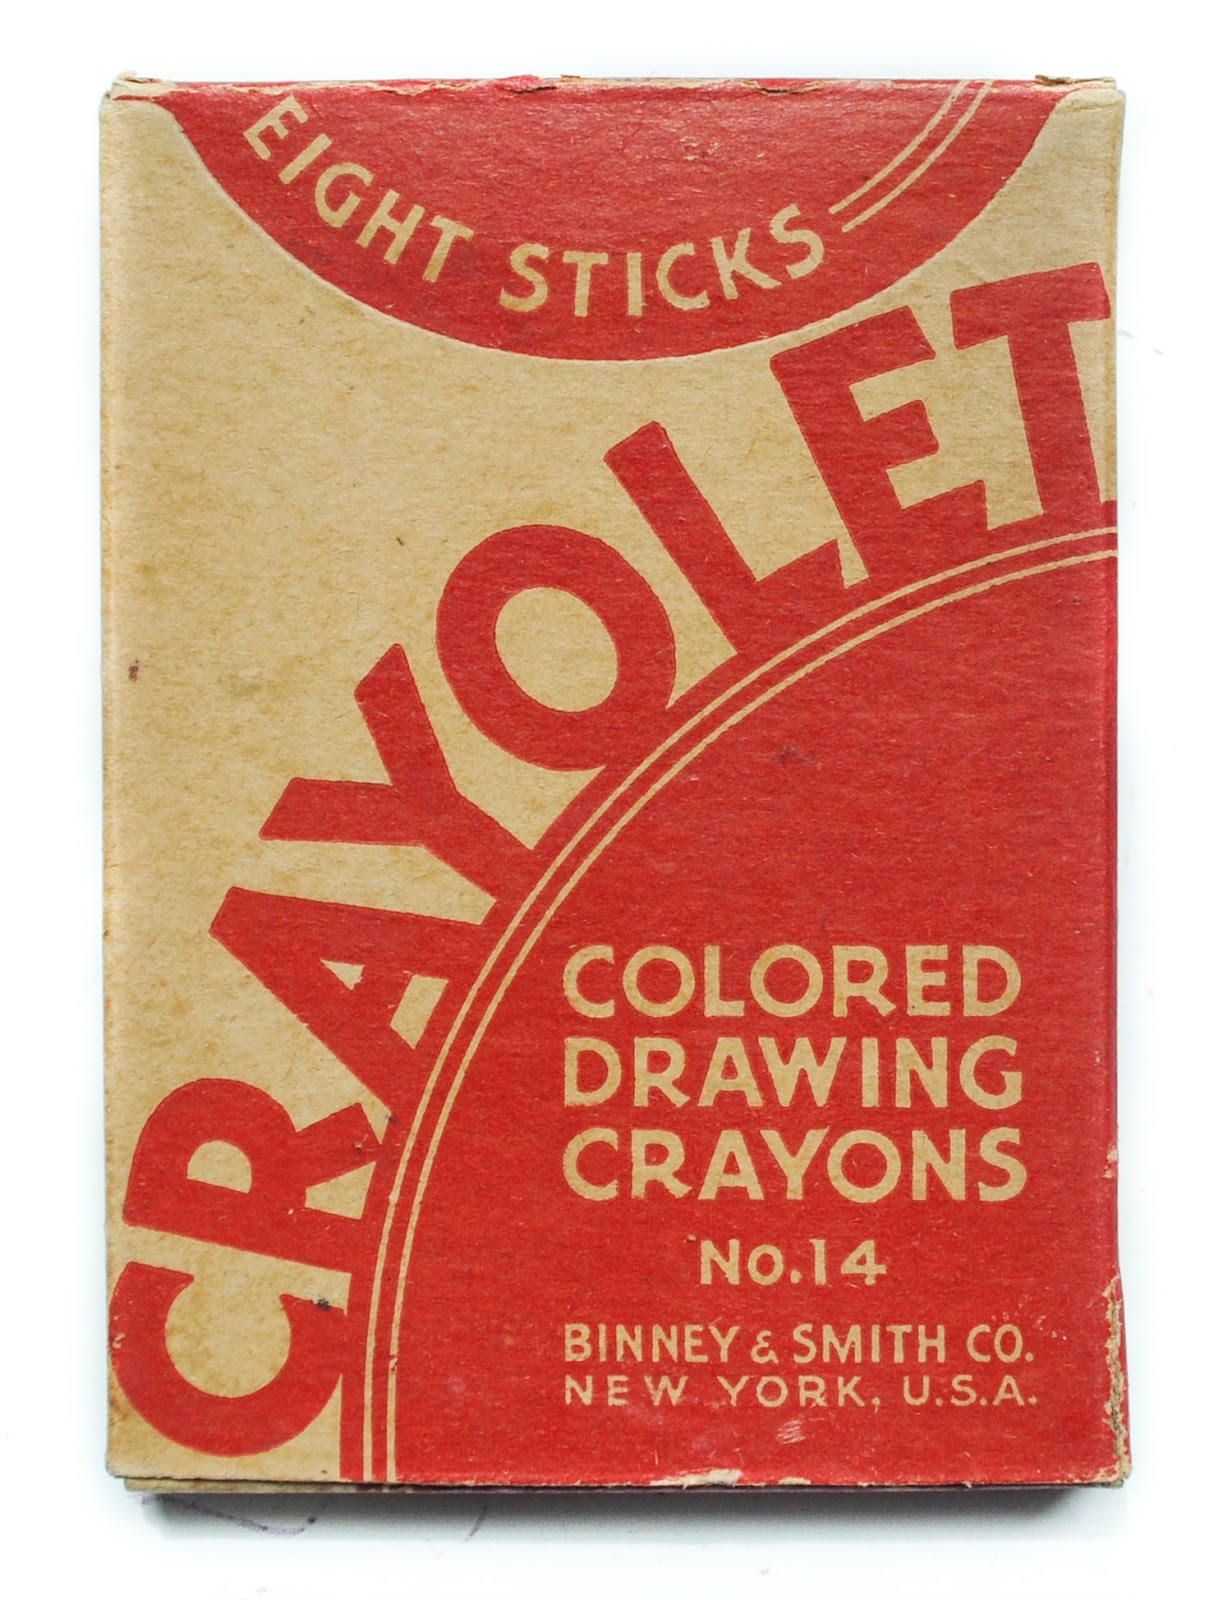 EIGHT STICKS
CRAYOLET
COLORED
DRAWING
CRAYONS
No. 14
BINNEY & SMITH CO.
NEW YORK, U.S.A.